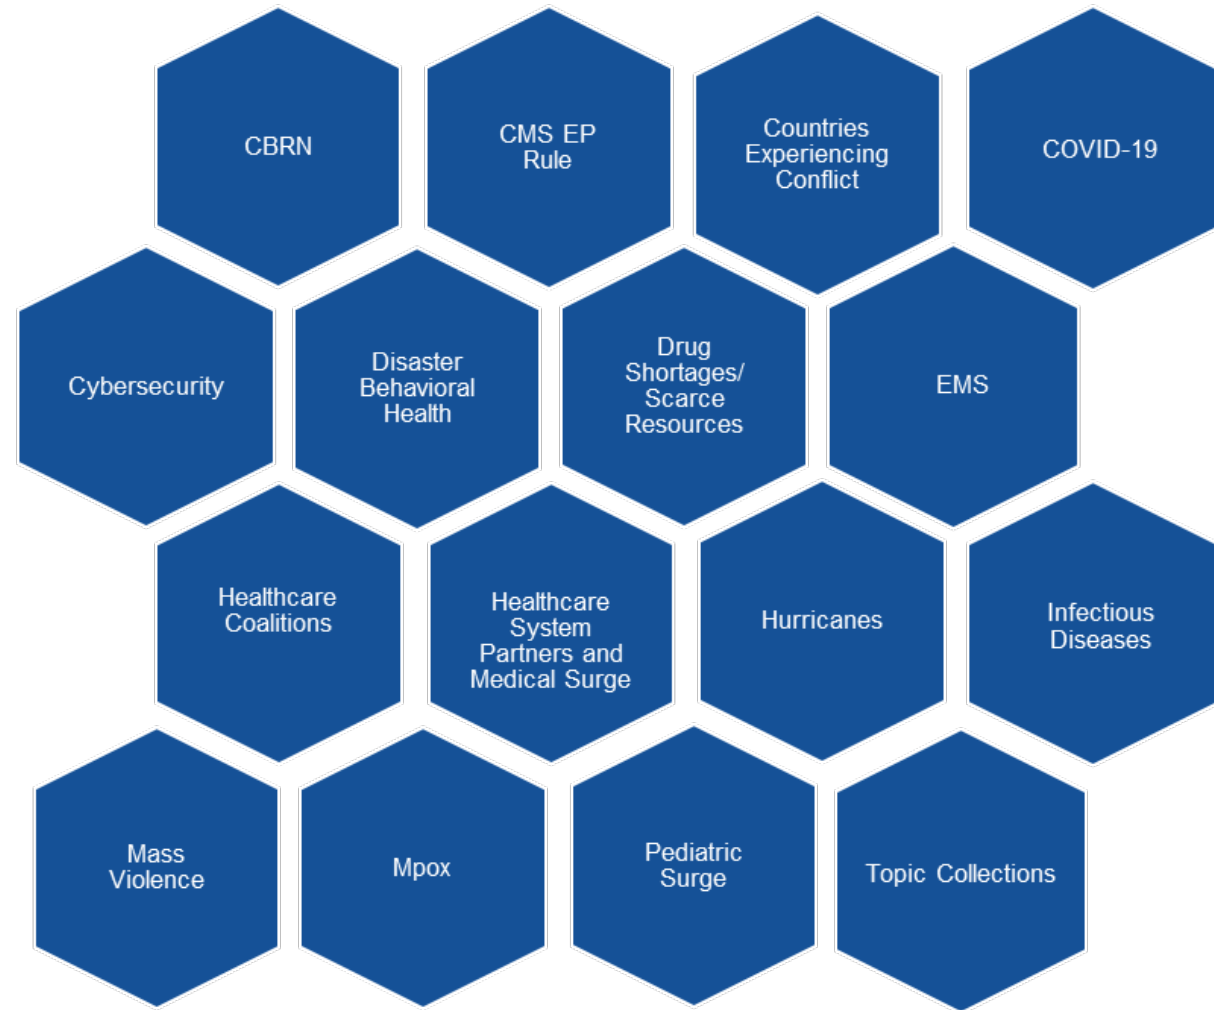 CBRN
CMS EP
Rule
Countries
Experiencing
Conflict
COVID-19
Cybersecurity
Disaster
Behavioral
Health
Drug
Shortages/
Scarce
Resources
EMS
Healthcare
Coalitions
Healthcare
System
Partners and
Medical Surge
Hurricanes
Infectious
Diseases
Mass
Violence
Mpox
Pediatric
Surge
Topic Collections